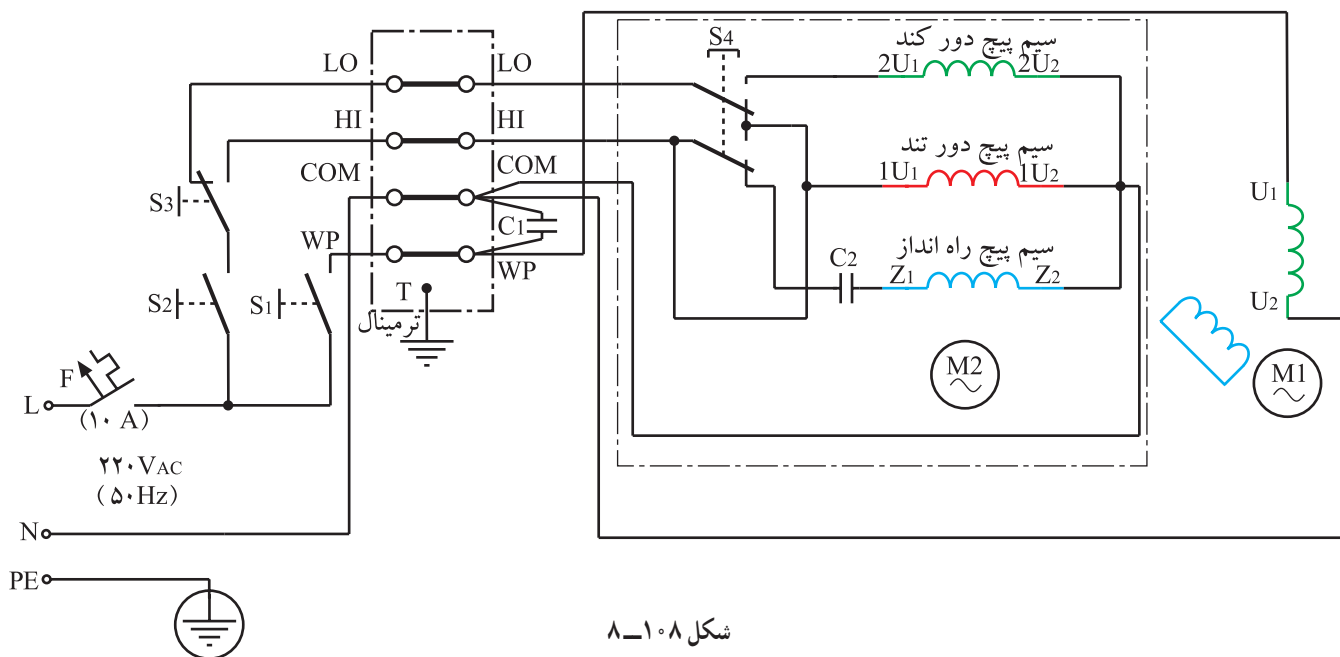 S4
سیم پیچ دور کند
2U1 2U2
LO LO
HI HI
سیم پیچ دور تند
COM COM
1U1 1U2
U1
S3
C1
WP WP
سیم پیچ راه انداز
C2
Z1 Z2
S2 S1
T
ترمینال
U2
F
M2
M1
L
(۱۰ A)
۲۲۰VAC
(۵۰Hz)
N
PE
شکل ۱۰۸ــ۸